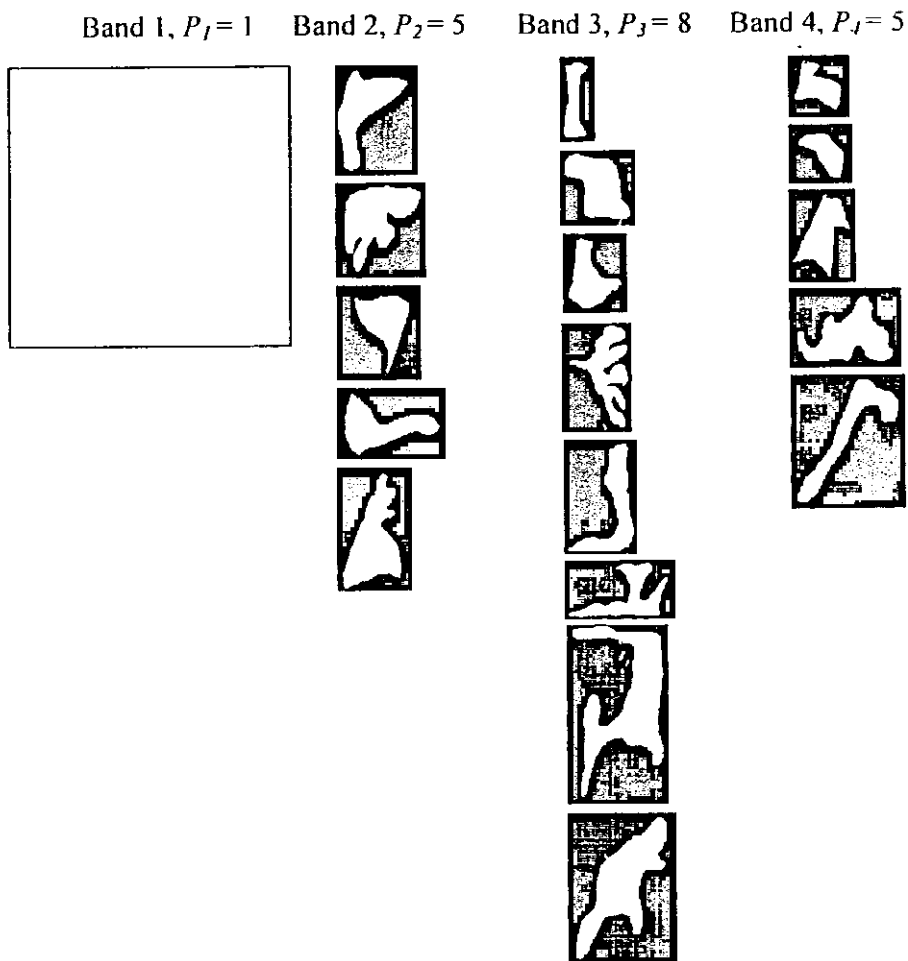 Band 1, P1 = 1 Band 2, P2 = 5 Band 3, P3 = 8 Band 4, P4 = 5